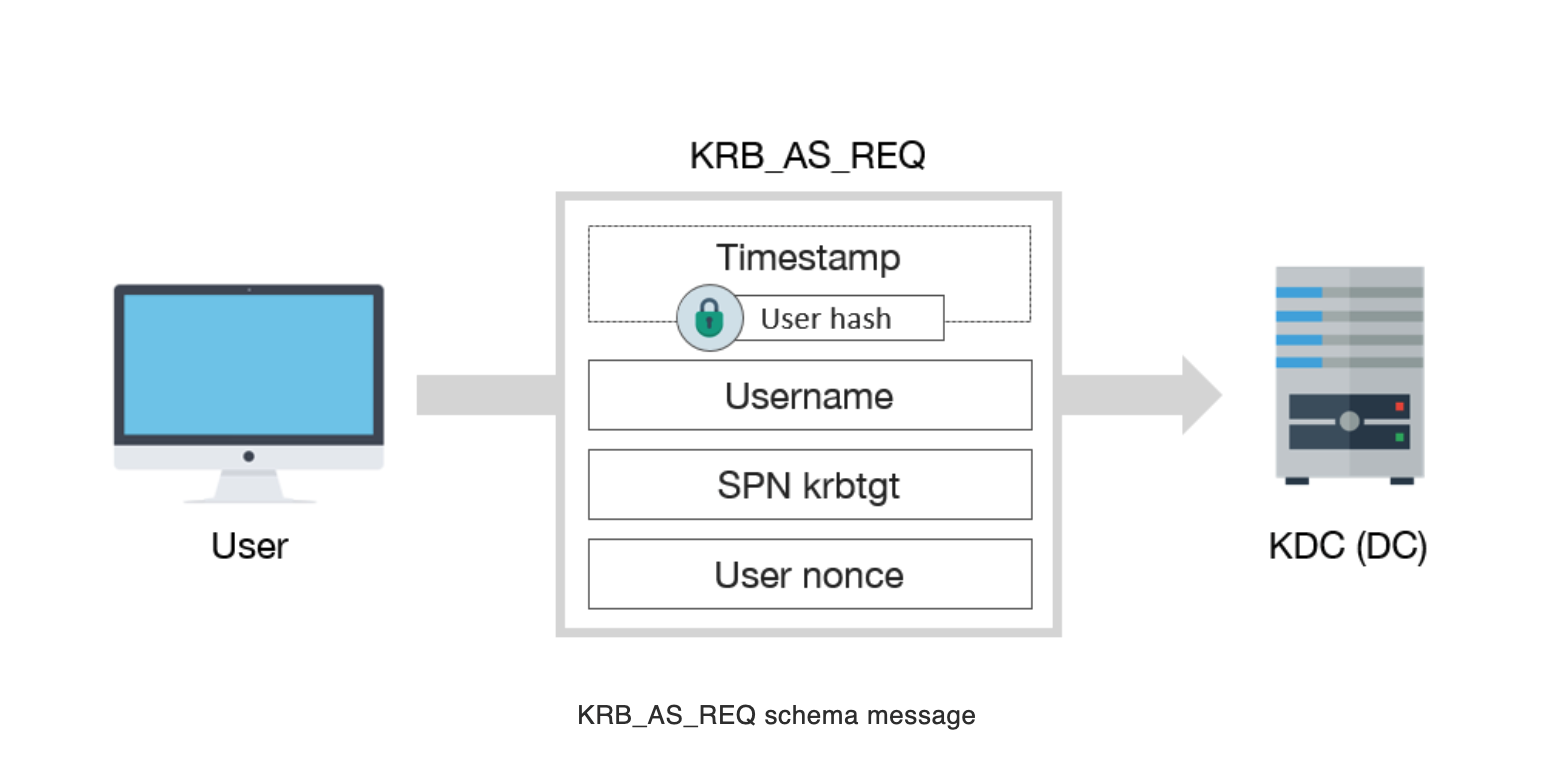 KRB_AS_REQ
Timestamp
User hash
Username
SPN krbtgt
User nonce
User
KDC (DC)
KRB_AS_REQ schema message